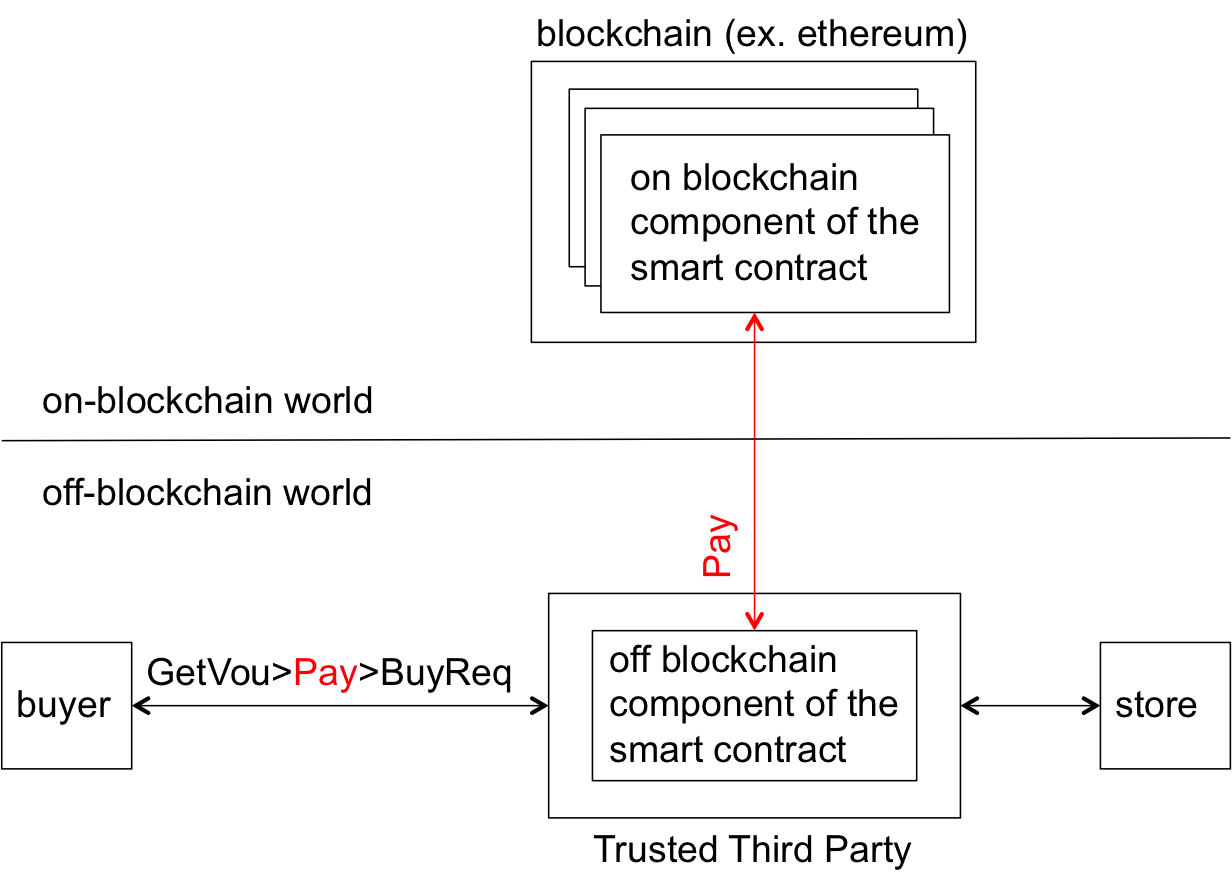 blockchain (ex. ethereum)
on blockchain
component of the
smart contract
on-blockchain world
off-blockchain world
Pay
GetVou>Pay>BuyReq
buyer
off blockchain
component of the
smart contract
store
Trusted Third Party